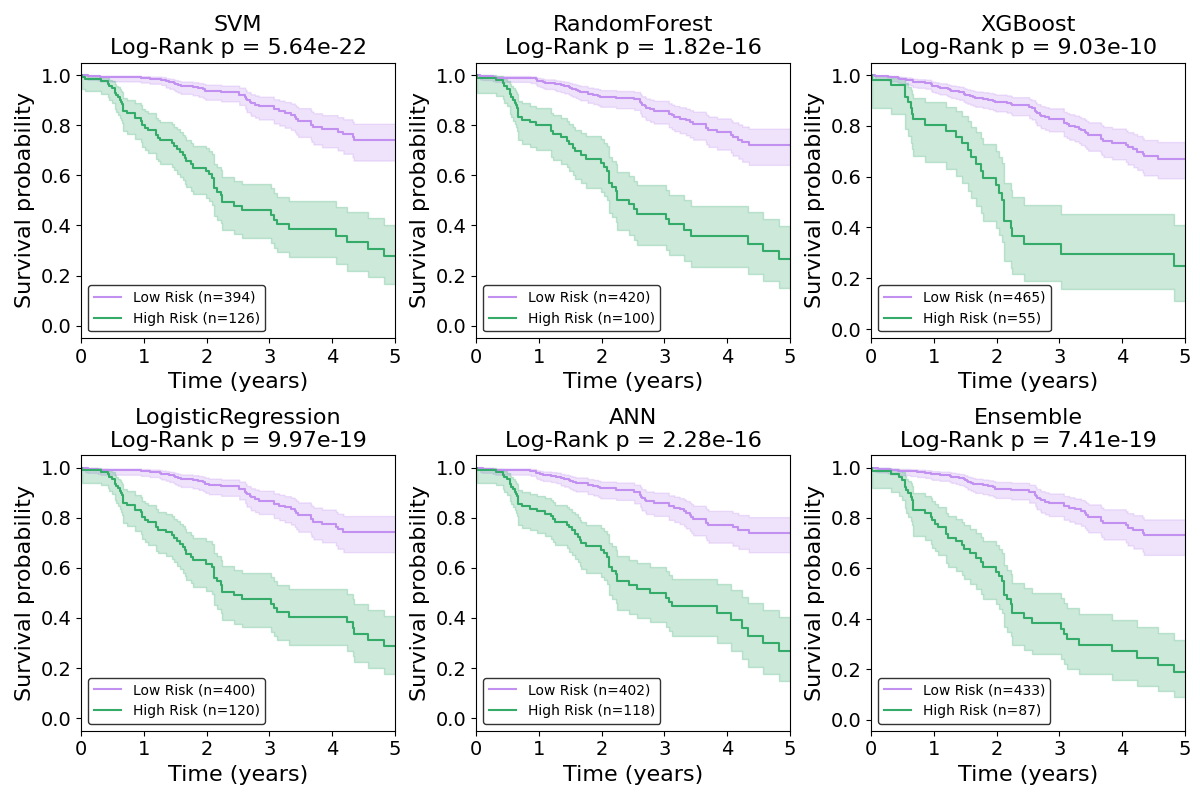 SVM
Log-Rank p = 5.64e-22
Survival probability
1.0
0.8
0.6
0.4
0.2
0.0
Low Risk (n=394)
High Risk (n=126)
0 1 2 3 4 5
Time (years)
RandomForest
Log-Rank p = 1.82e-16
Survival probability
1.0
0.8
0.6
0.4
0.2
0.0
Low Risk (n=420)
High Risk (n=100)
0 1 2 3 4 5
Time (years)
XGBoost
Log-Rank p = 9.03e-10
Survival probability
1.0
0.8
0.6
0.4
0.2
0.0
Low Risk (n=465)
High Risk (n=55)
0 1 2 3 4 5
Time (years)
LogisticRegression
Log-Rank p = 9.97e-19
Survival probability
1.0
0.8
0.6
0.4
0.2
0.0
Low Risk (n=400)
High Risk (n=120)
0 1 2 3 4 5
Time (years)
ANN
Log-Rank p = 2.28e-16
Survival probability
1.0
0.8
0.6
0.4
0.2
0.0
Low Risk (n=402)
High Risk (n=118)
0 1 2 3 4 5
Time (years)
Ensemble
Log-Rank p = 7.41e-19
Survival probability
1.0
0.8
0.6
0.4
0.2
0.0
Low Risk (n=433)
High Risk (n=87)
0 1 2 3 4 5
Time (years)